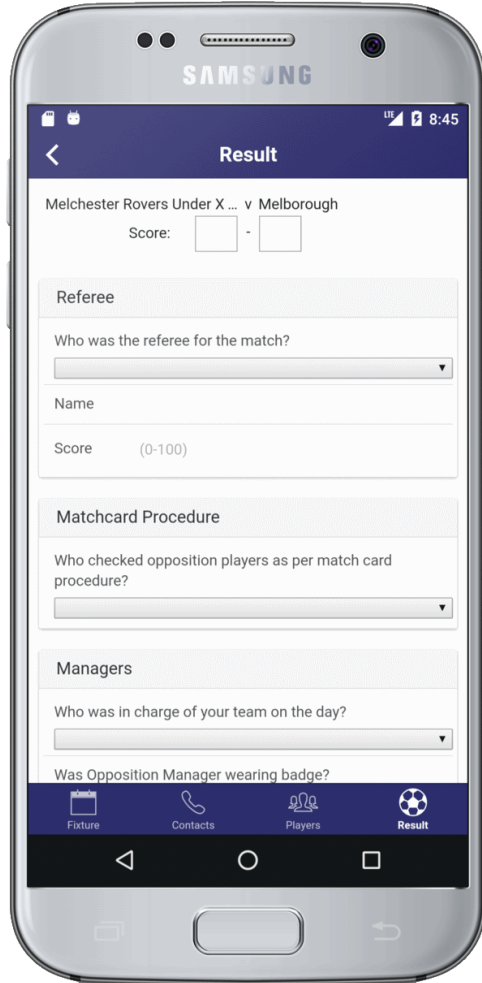 SAMSUNG
LTE 8:45
Result
Melchester Rovers Under X ... v Melborough
Score: -
Referee
Who was the referee for the match?
Name
Score (0-100)
Matchcard Procedure
Who checked opposition players as per match card
procedure?
Managers
Who was in charge of your team on the day?
Was Opposition Manager wearing badge?
Fixture Contacts Players Result